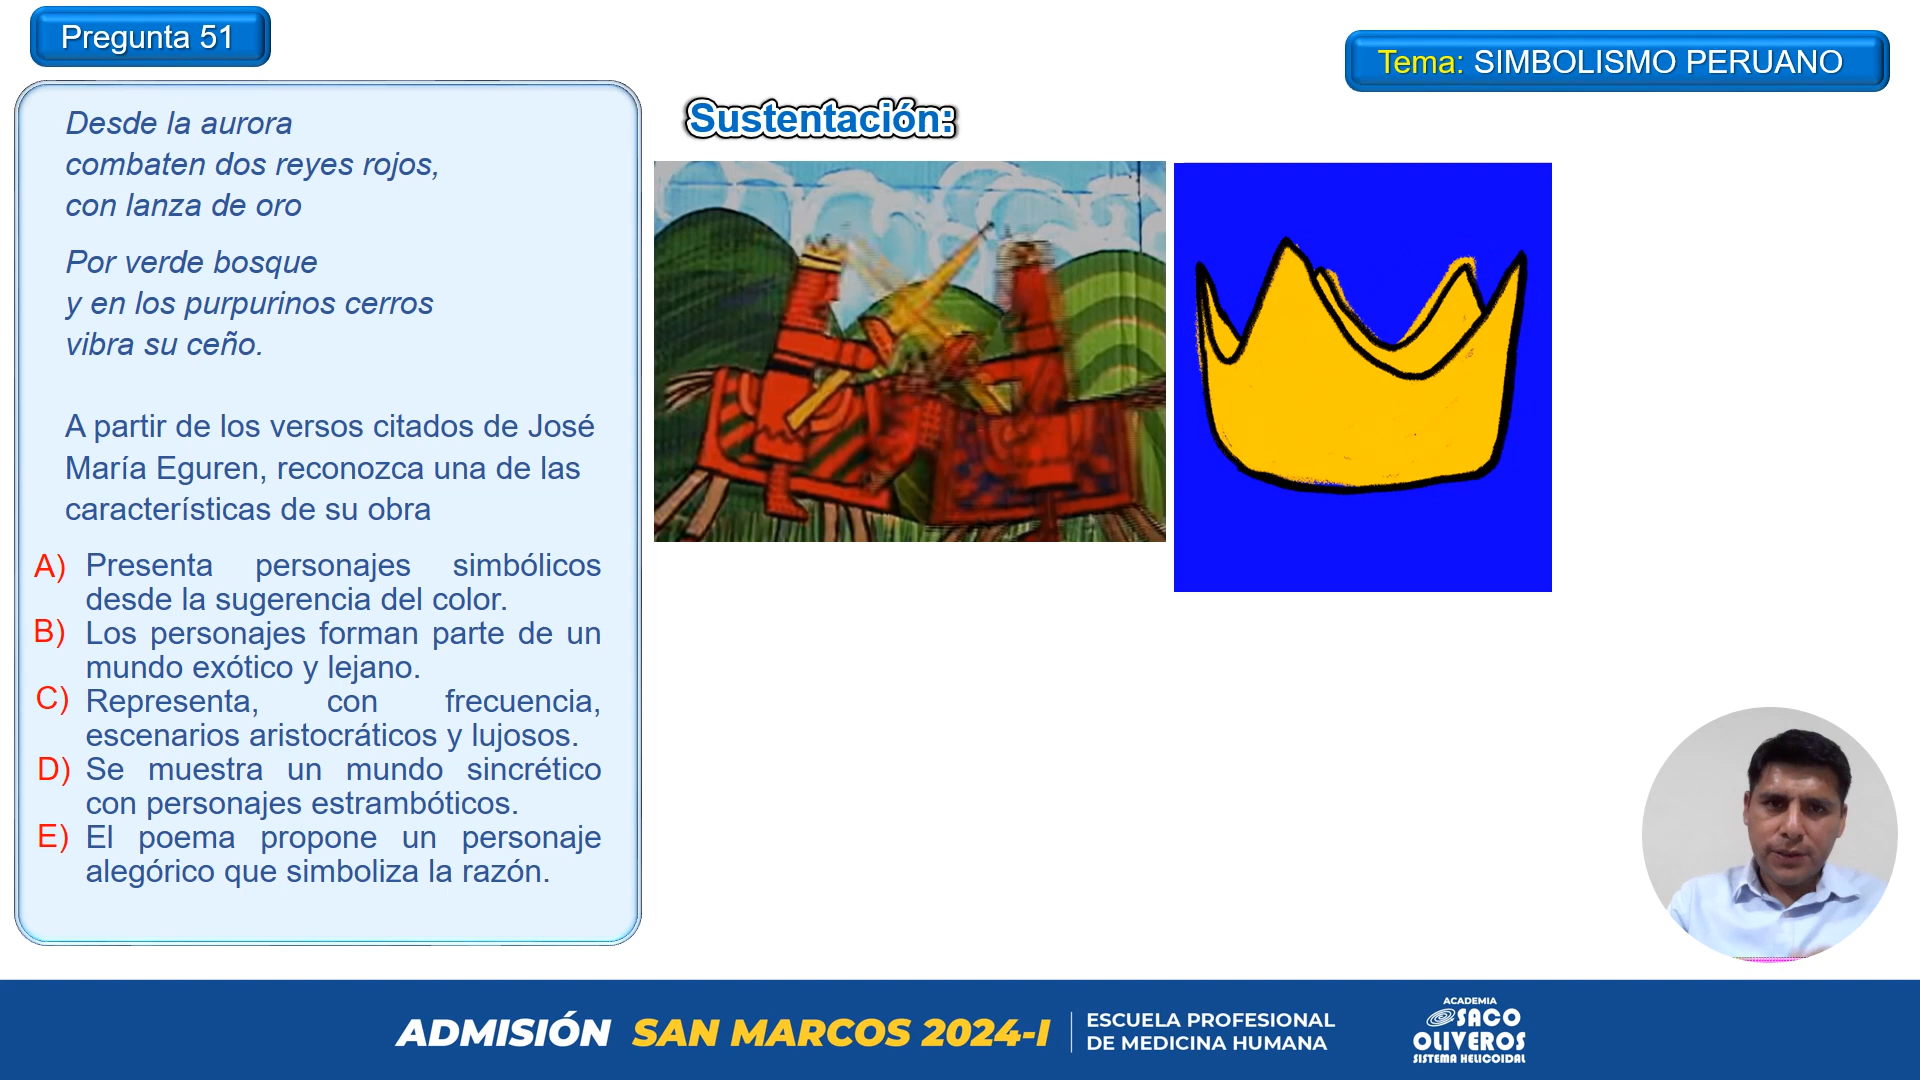 Pregunta 51
Tema: SIMBOLISMO PERUANO
Desde la aurora
combaten dos reyes rojos,
con lanza de oro
Por verde bosque
y en los purpurinos cerros
vibra su ceño.
A partir de los versos citados de José
María Eguren, reconozca una de las
características de su obra
A) Presenta personajes simbólicos
desde la sugerencia del color.
B) Los personajes forman parte de un
mundo exótico y lejano.
C) Representa, con frecuencia,
escenarios aristocráticos y lujosos.
D) Se muestra un mundo sincrético
con personajes estrambóticos.
E) El poema propone un personaje
alegórico que simboliza la razón.
Sustentación:
ADMISIÓN SAN MARCOS 2024-I
ESCUELA PROFESIONAL
DE MEDICINA HUMANA
ACADEMIA
SACO
OLIVEROS
SISTEMA HELICOIDAL